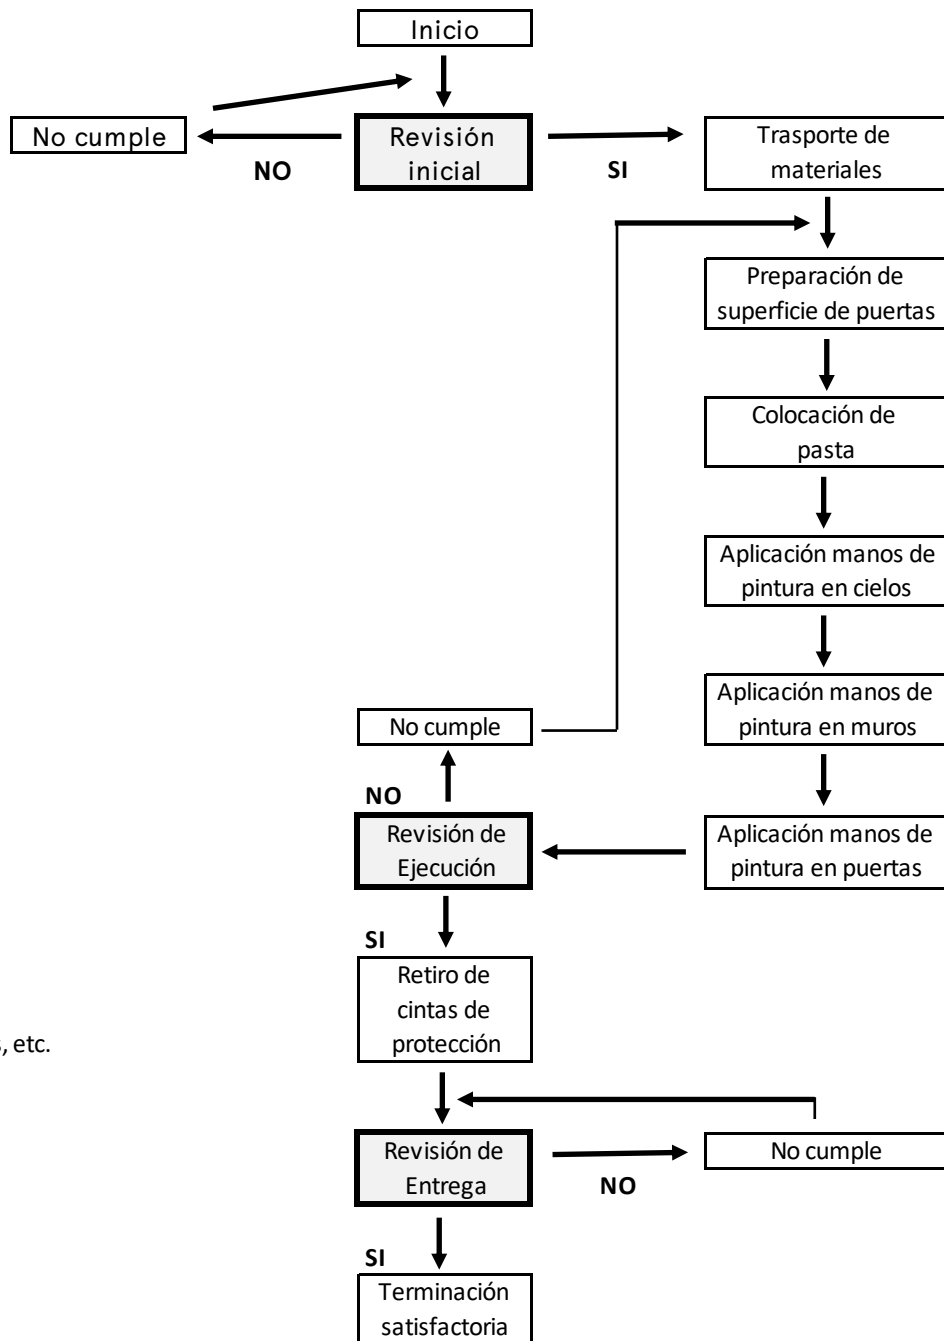 Inicio
No cumple
Revisión
inicial
Trasporte de
materiales
NO
SI
Preparación de
superficie de puertas
Colocación de
pasta
Aplicación manos de
pintura en cielos
Aplicación manos de
pintura en muros
No cumple
NO
Revisión de
Ejecución
Aplicación manos de
pintura en puertas
SI
Retiro de
cintas de
protección
, etc.
Revisión de
Entrega
No cumple
NO
SI
Terminación
satisfactoria